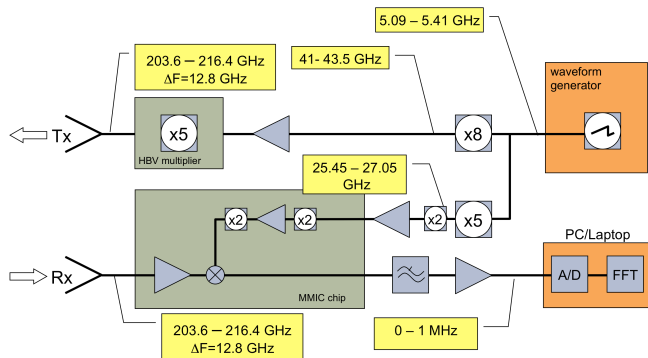 5.09 – 5.41 GHz
203.6 – 216.4 GHz
ΔF=12.8 GHz
41- 43.5 GHz
waveform
generator
Tx
x5
x8
HBV multiplier
25.45 – 27.05
GHz
x2
x2
x2
x5
PC/Laptop
Rx
A/D
FFT
MMIC chip
203.6 – 216.4 GHz
ΔF=12.8 GHz
0 – 1 MHz